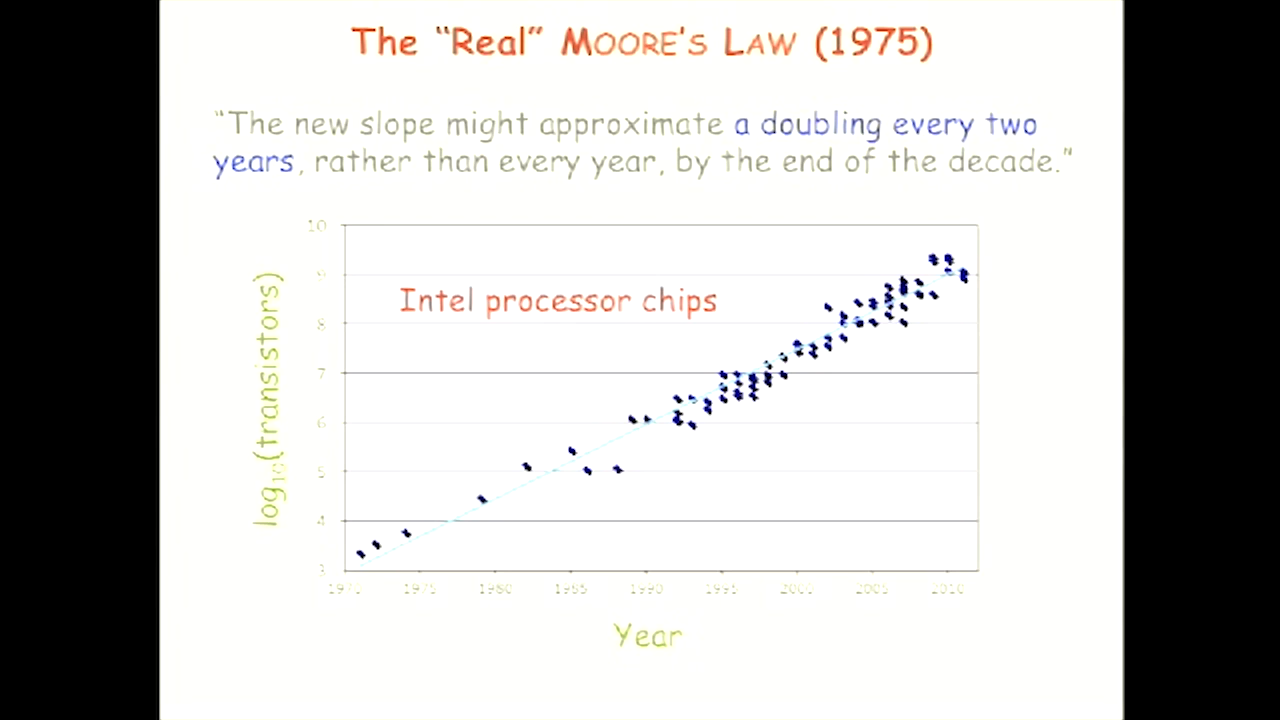 The “Real” MOORE’S LAW (1975)
“The new slope might approximate a doubling every two
years, rather than every year, by the end of the decade.”
10
9
Intel processor chips
8
7
6
5
4
3
log10(transistors)
1970 1975 1980 1985 1990 1995 2000 2005 2010
Year